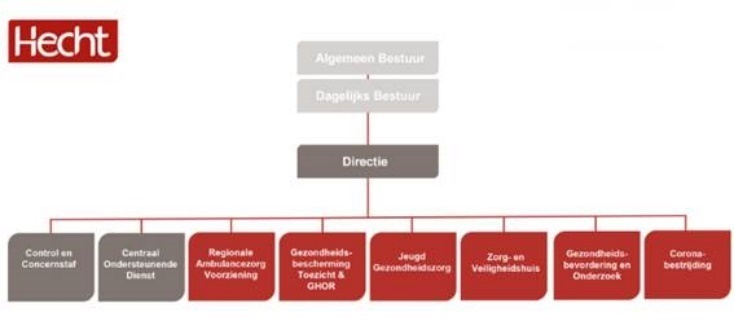 Hecht
Algemeen Bestuur
Dagelijks Bestuur
Directie
Control en
Concernstaf
Centraal
Ondersteunende
Dienst
Regionale
Ambulancezorg
Voorziening
Gezondheids-
bescherming
Toezicht &
GHOR
Jeugd
Gezondheidszorg
Zorg- en
Veiligheidshuis
Gezondheids-
bevordering en
Onderzoek
Corona-
bestrijding